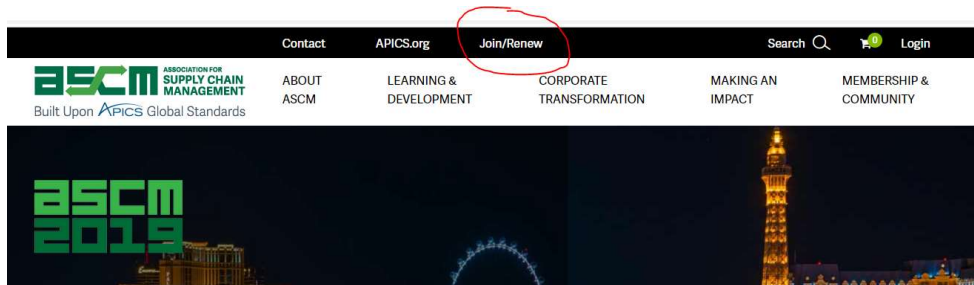 Contact APICS.org Join/Renew Search 0 Login
ascm ASSOCIATION FOR
SUPPLY CHAIN
MANAGEMENT
Built Upon APICS Global Standards
ABOUT
ASCM
LEARNING &
DEVELOPMENT
CORPORATE
TRANSFORMATION
MAKING AN
IMPACT
MEMBERSHIP &
COMMUNITY
ascm
2019